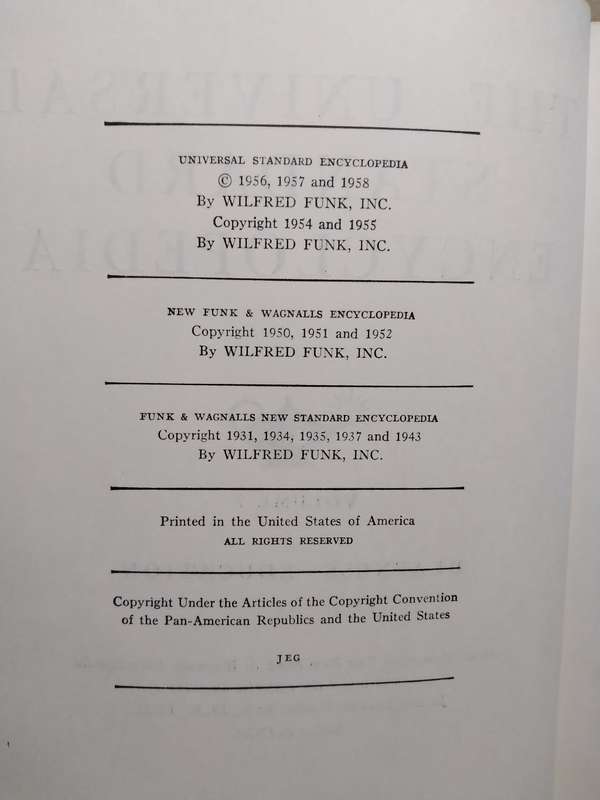 UNIVERSAL STANDARD ENCYCLOPEDIA
© 1956, 1957 and 1958
By WILFRED FUNK, INC.
Copyright 1954 and 1955
By WILFRED FUNK, INC.
NEW FUNK & WAGNALLS ENCYCLOPEDIA
Copyright 1950, 1951 and 1952
By WILFRED FUNK, INC.
FUNK & WAGNALLS NEW STANDARD ENCYCLOPEDIA
Copyright 1931, 1934, 1935, 1937 and 1943
By WILFRED FUNK, INC.
Printed in the United States of America
ALL RIGHTS RESERVED
Copyright Under the Articles of the Copyright Convention
of the Pan-American Republics and the United States
JEG